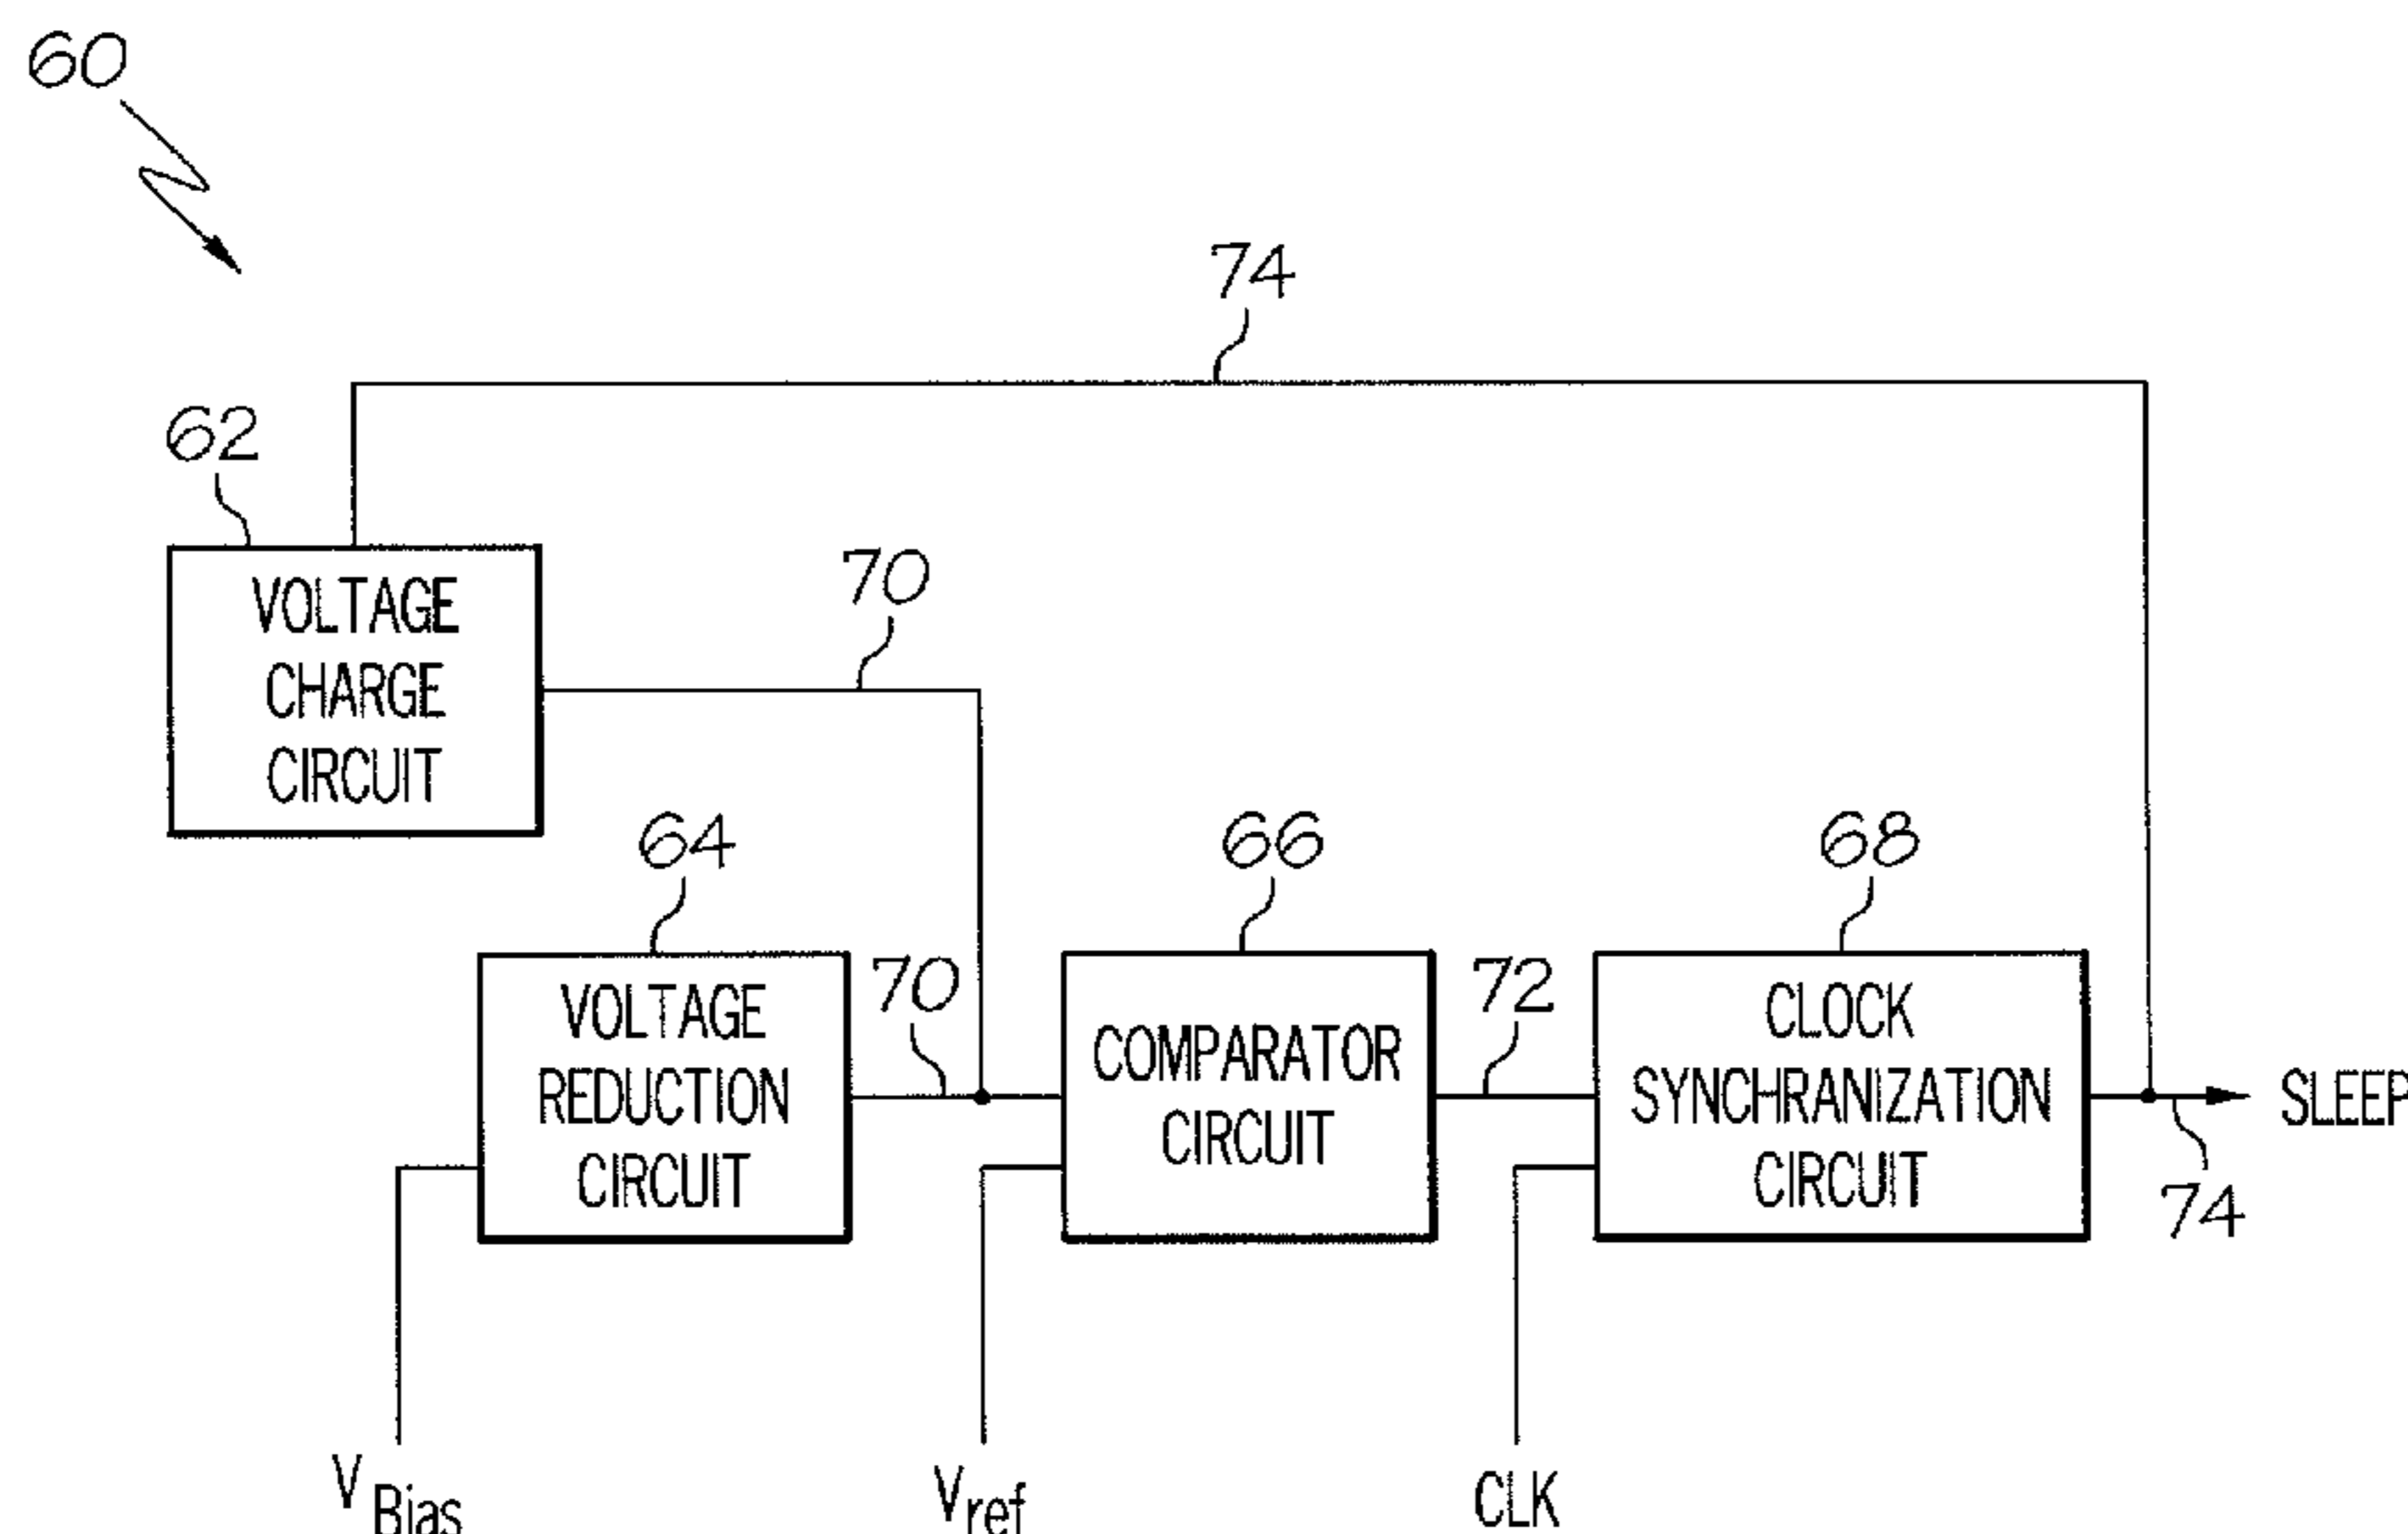 60
74
62
VOLTAGE
CHARGE
CIRCUIT
70
64
VOLTAGE
REDUCTION
CIRCUIT
70
66
COMPARATOR
CIRCUIT
72
68
CLOCK
SYNCHRANIZATION
CIRCUIT
SLEEP
74
V Bias
Vref
CLK